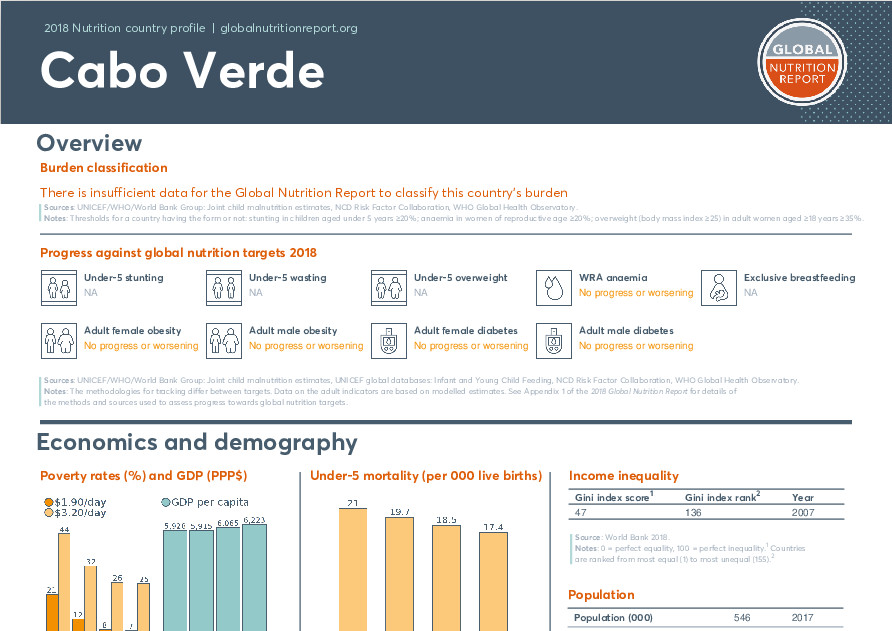 2018 Nutrition country profile | globalnutritionreport.org
Cabo Verde
GLOBAL
NUTRITION
REPORT
Overview
Burden classification
There is insufficient data for the Global Nutrition Report to classify this country's burden
Sources: UNICEF/WHO/World Bank Group: Joint child malnutrition estimates, NCD Risk Factor Collaboration, WHO Global Health Observatory.
Notes: Thresholds for a country having the form or not: stunting in children aged under 5 years ≥20%; anaemia in women of reproductive age ≥20%; overweight (body mass index ≥25) in adult women aged ≥18 years ≥35%.
Progress against global nutrition targets 2018
Under-5 stunting
NA
Under-5 wasting
NA
Under-5 overweight
NA
WRA anaemia
No progress or worsening
Exclusive breastfeeding
NA
Adult female obesity
No progress or worsening
Adult male obesity
No progress or worsening
Adult female diabetes
No progress or worsening
Adult male diabetes
No progress or worsening
Sources: UNICEF/WHO/World Bank Group: Joint child malnutrition estimates, UNICEF global databases: Infant and Young Child Feeding, NCD Risk Factor Collaboration, WHO Global Health Observatory.
Notes: The methodologies for tracking differ between targets. Data on the adult indicators are based on modelled estimates. See Appendix 1 of the 2018 Global Nutrition Report for details of
the methods and sources used to assess progress towards global nutrition targets.
Economics and demography
Poverty rates (%) and GDP (PPP$)
$1.90/day
$3.20/day
GDP per capita
21 44 12 32 8 26 7 25
5,928 5,915 6,065 6,223
Under-5 mortality (per 000 live births)
21 19.7 18.5 17.4
Income inequality
Gini index score1 Gini index rank2 Year
47 136 2007
Source: World Bank 2018.
Notes: 0 = perfect equality, 100 = perfect inequality.1 Countries
are ranked from most equal (1) to most unequal (155).2
Population
Population (000) 546 2017